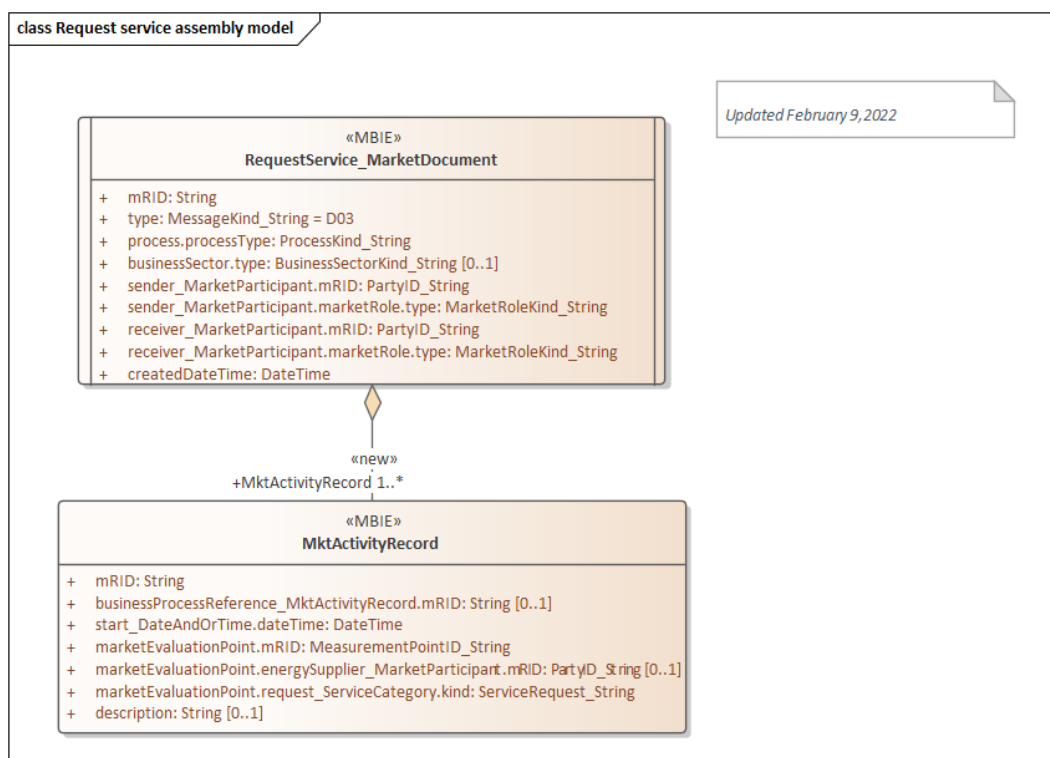 class Request service assembly model
Updated February 9, 2022
«MBIE»
RequestService_MarketDocument
+ mRID: String
+ type: MessageKind_String = D03
+ process.processType: ProcessKind_String
+ businessSector.type: BusinessSectorKind_String [0..1]
+ sender_MarketParticipant.mRID: PartyID_String
+ sender_MarketParticipant.marketRole.type: MarketRoleKind_String
+ receiver_MarketParticipant.mRID: PartyID_String
+ receiver_MarketParticipant.marketRole.type: MarketRoleKind_String
+ createdDateTime: DateTime
«new»
+MktActivityRecord 1..*
«MBIE»
MktActivityRecord
+ mRID: String
+ businessProcessReference_MktActivityRecord.mRID: String [0..1]
+ start_DateAndOrTime.dateTime: DateTime
+ marketEvaluationPoint.mRID: MeasurementPointID_String
+ marketEvaluationPoint.energySupplier_MarketParticipant.mRID: PartyID_String [0..1]
+ marketEvaluationPoint.request_ServiceCategory.kind: ServiceRequest_String
+ description: String [0..1]